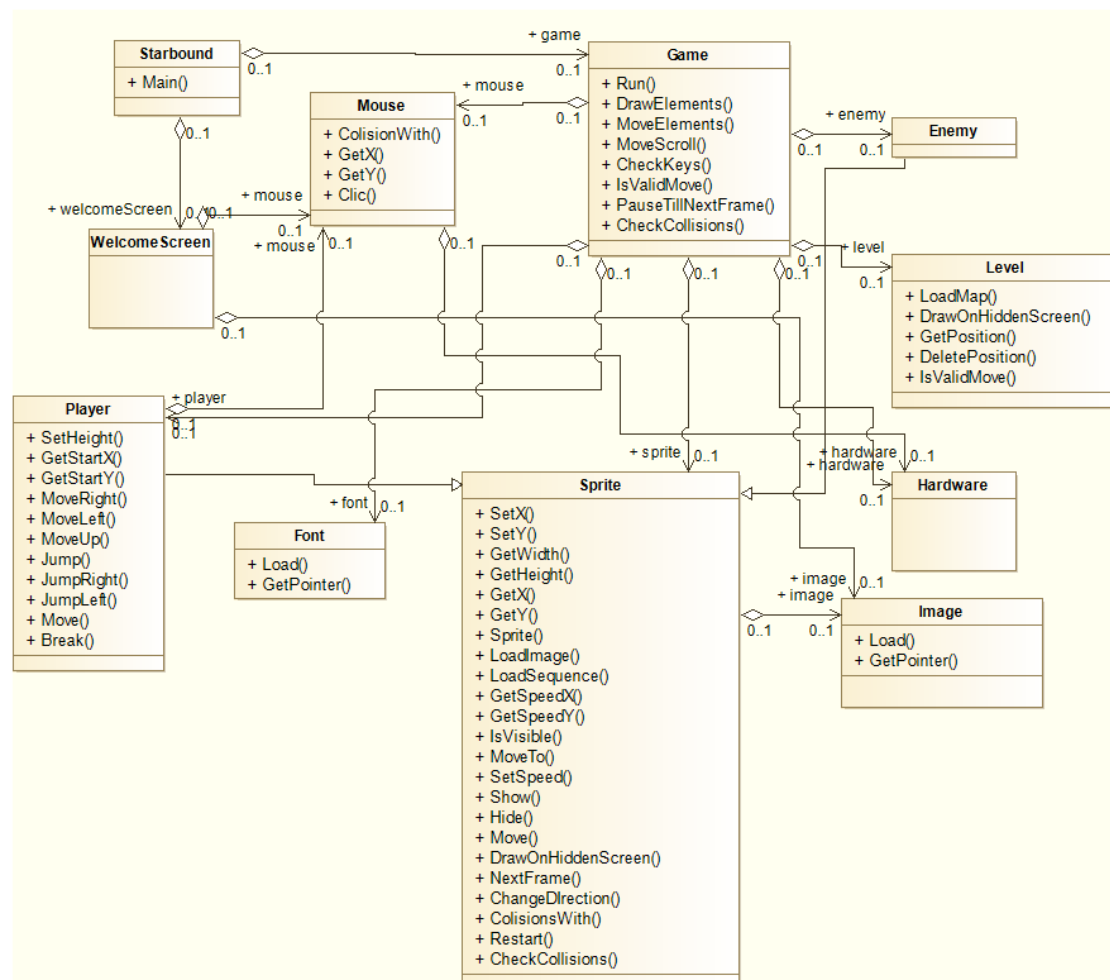 Starbound
+ Main()
0..1
0..1
+ game
0..1
Game
+ Run()
+ DrawElements()
+ MoveElements()
+ MoveScroll()
+ CheckKeys()
+ IsValidMove()
+ PauseTillNextFrame()
+ CheckCollisions()
+ mouse
0..1
0..1
Mouse
+ ColisionWith()
+ GetX()
+ GetY()
+ Clic()
+ enemy
0..1
0..1
Enemy
+ welcomeScreen
0..1
0..1
+ mouse
+ mouse
0..1
WelcomeScreen
0..1
0..1
0..1
0..1
0..1
0..1
+ level
0..1
0..1
Level
+ LoadMap()
+ DrawOnHiddenScreen()
+ GetPosition()
+ DeletePosition()
+ IsValidMove()
Player
+ SetHeight()
+ GetStartX()
+ GetStartY()
+ MoveRight()
+ MoveLeft()
+ MoveUp()
+ Jump()
+ JumpRight()
+ JumpLeft()
+ Move()
+ Break()
+ player
0..1
0..1
+ font
0..1
Font
+ Load()
+ GetPointer()
+ sprite
0..1
Sprite
+ SetX()
+ SetY()
+ GetWidth()
+ GetHeight()
+ GetX()
+ GetY()
+ Sprite()
+ LoadImage()
+ LoadSequence()
+ GetSpeedX()
+ GetSpeedY()
+ IsVisible()
+ MoveTo()
+ SetSpeed()
+ Show()
+ Hide()
+ Move()
+ DrawOnHiddenScreen()
+ NextFrame()
+ ChangeDIrection()
+ ColisionsWith()
+ Restart()
+ CheckCollisions()
+ hardware
+ hardware
0..1
0..1
Hardware
+ image
+ image
0..1
0..1
0..1
Image
+ Load()
+ GetPointer()